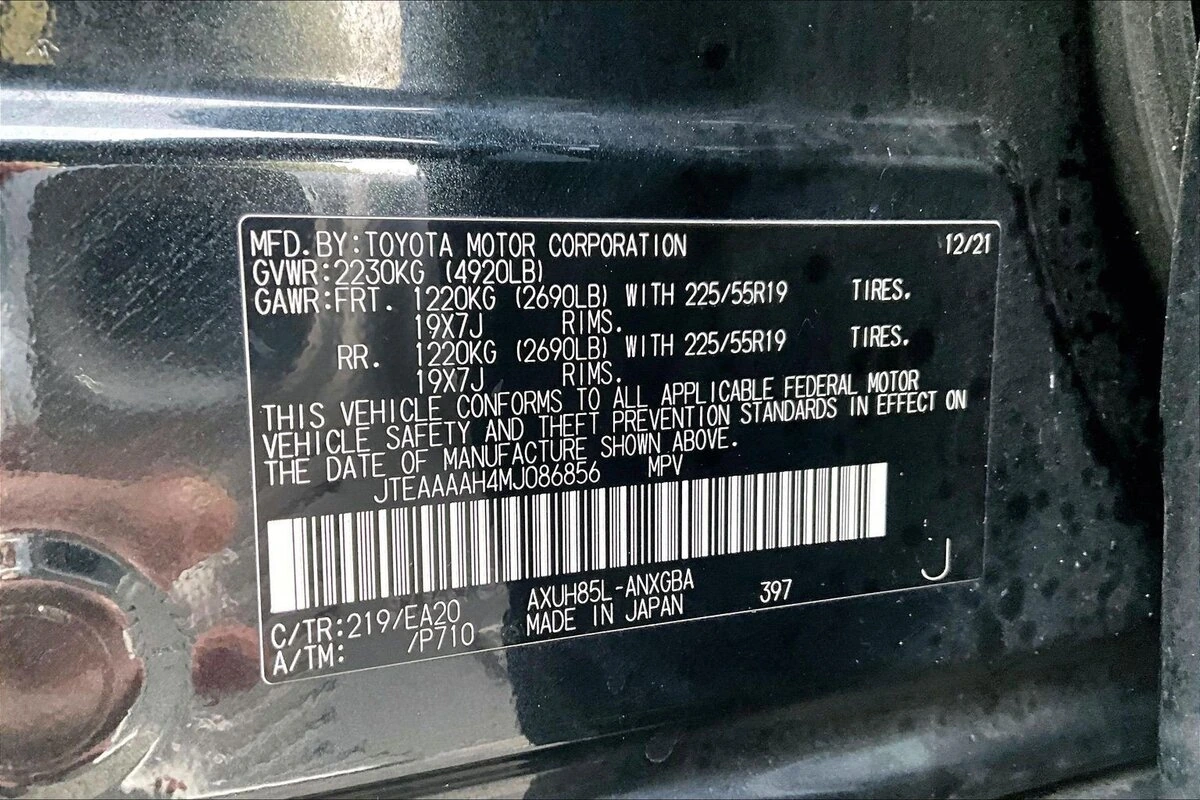 MFD. BY:TOYOTA MOTOR CORPORATION 12/21
GVWR:2230KG (4920LB)
GAWR:FRT. 1220KG (2690LB) WITH 225/55R19 TIRES.
19X7J RIMS.
RR. 1220KG (2690LB) WITH 225/55R19 TIRES.
19X7J RIMS.
THIS VEHICLE CONFORMS TO ALL APPLICABLE FEDERAL MOTOR
VEHICLE SAFETY AND THEFT PREVENTION STANDARDS IN EFFECT ON
THE DATE OF MANUFACTURE SHOWN ABOVE.
JTEAAAAH4MJ086856 MPV
C/TR:219/EA20 AXUH85L-ANXGBA 397 J
A/TM: /P710 MADE IN JAPAN